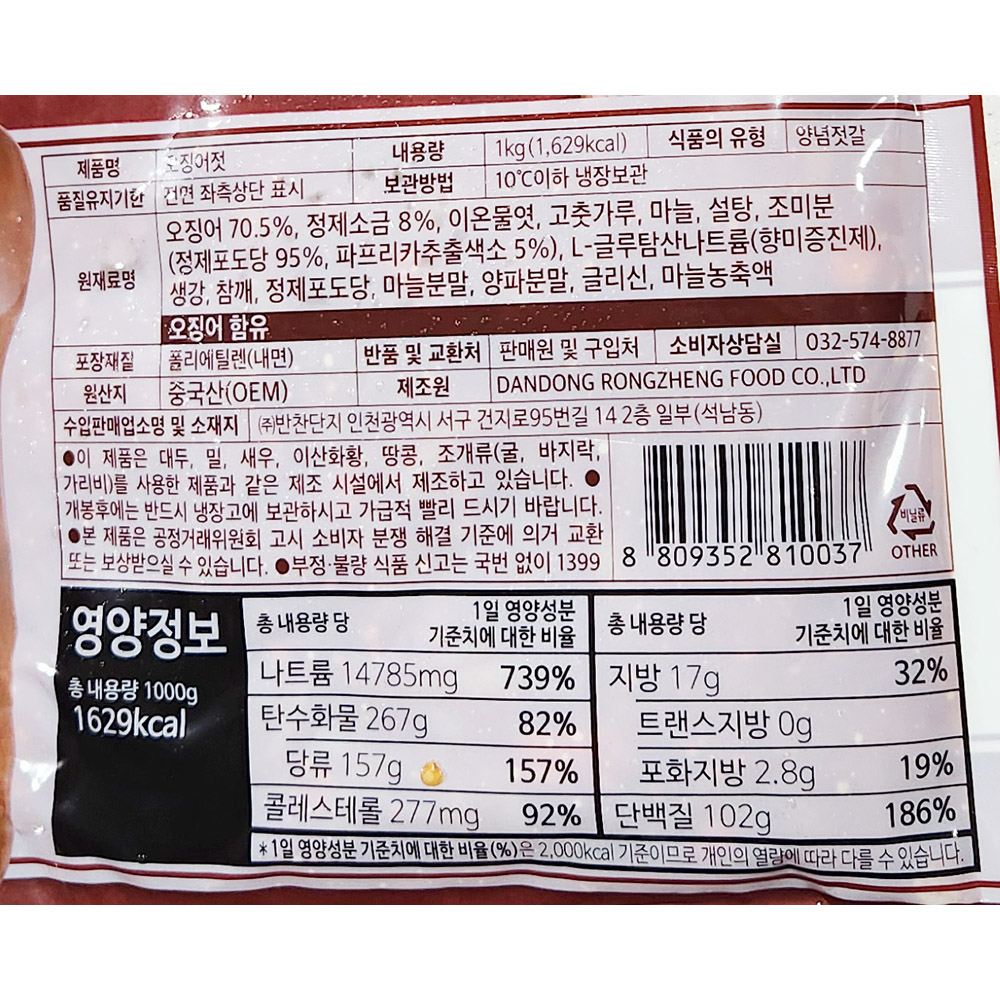 제품명 오징어젓 내용량 1kg(1,629kcal) 식품의 유형 양념젓갈
품질유지기한 전면 좌측상단 표시 보관방법 10℃이하 냉장보관
원재료명
오징어 70.5%, 정제소금 8%, 이온물엿, 고춧가루, 마늘, 설탕, 조미분
(정제포도당 95%, 파프리카추출색소 5%), L-글루탐산나트륨(향미증진제),
생강, 참깨, 정제포도당, 마늘분말, 양파분말, 글리신, 마늘농축액
오징어 함유
포장재질 폴리에틸렌(내면) 반품 및 교환처 판매원 및 구입처 소비자상담실 032-574-8877
원산지 중국산(OEM) 제조원 DANDONG RONGZHENG FOOD CO.,LTD
수입판매업소명 및 소재지 ㈜반찬단지 인천광역시 서구 건지로95번길 14 2층 일부(석남동)
●이 제품은 대두, 밀, 새우, 이산화황, 땅콩, 조개류(굴, 바지락,
가리비)를 사용한 제품과 같은 제조 시설에서 제조하고 있습니다. ●
개봉후에는 반드시 냉장고에 보관하시고 가급적 빨리 드시기 바랍니다.
●본 제품은 공정거래위원회 고시 소비자 분쟁 해결 기준에 의거 교환
또는 보상받으실 수 있습니다. ●부정·불량 식품 신고는 국번 없이 1399
8 809352 810037
비닐류
OTHER
영양정보
총 내용량 1000g
1629kcal
총 내용량 당 1일 영양성분
기준치에 대한 비율
나트륨 14785mg 739%
탄수화물 267g 82%
당류 157g 157%
콜레스테롤 277mg 92%
총 내용량 당 1일 영양성분
기준치에 대한 비율
지방 17g 32%
트랜스지방 0g
포화지방 2.8g 19%
단백질 102g 186%
*1일 영양성분 기준치에 대한 비율(%)은 2,000kcal 기준이므로 개인의 열량에 따라 다를 수 있습니다.